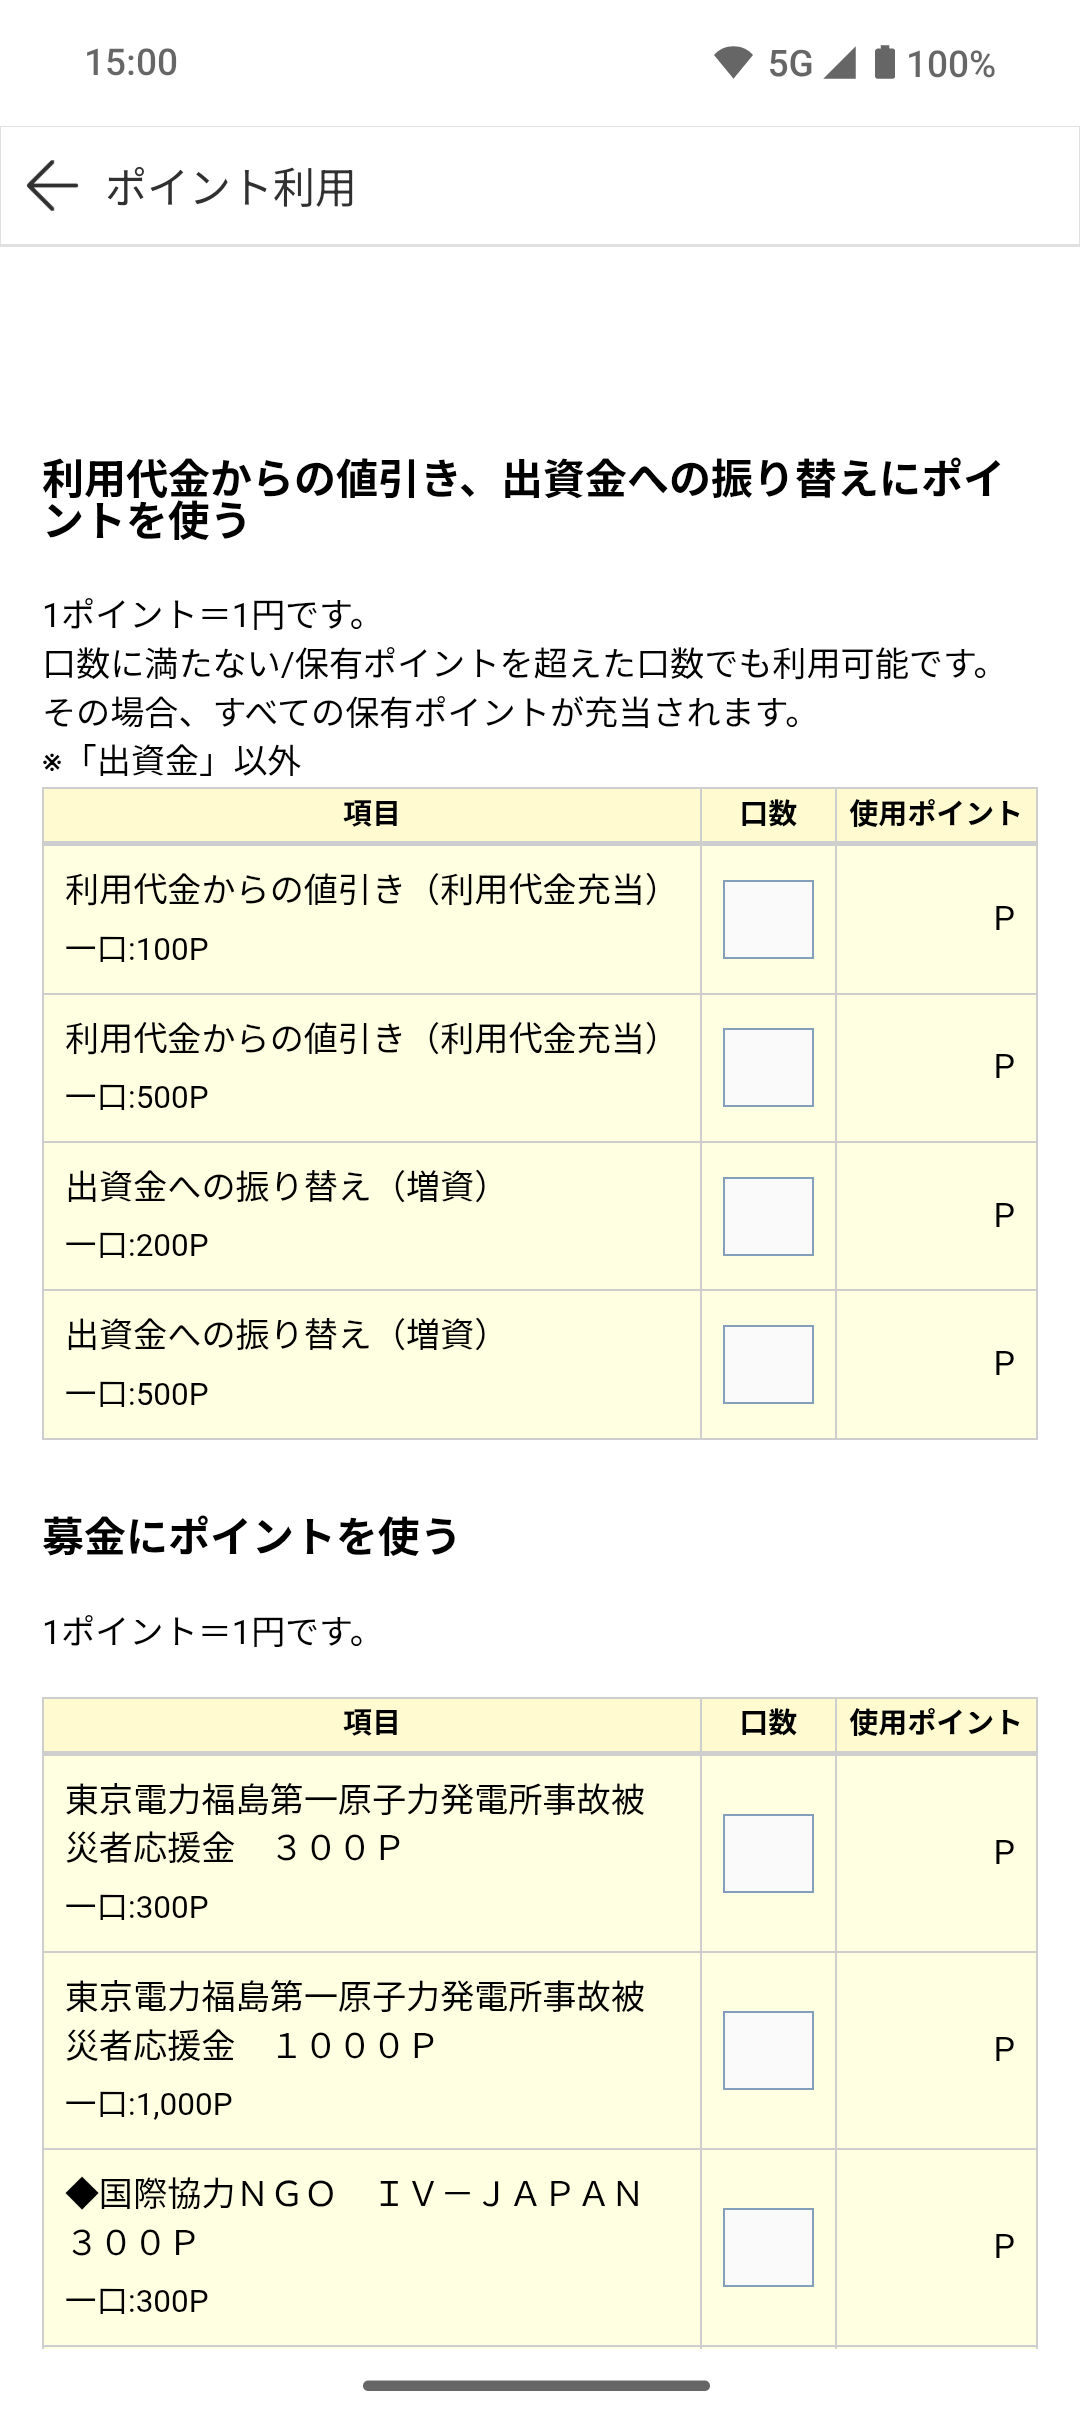 15:00
5G 100%
ポイント利用
利用代金からの値引き、出資金への振り替えにポイ
ントを使う
1ポイント＝1円です。
口数に満たない/保有ポイントを超えた口数でも利用可能です。
その場合、すべての保有ポイントが充当されます。
※「出資金」以外
項目 口数 使用ポイント
利用代金からの値引き（利用代金充当）
一口:100P
P
利用代金からの値引き（利用代金充当）
一口:500P
P
出資金への振り替え（増資）
一口:200P
P
出資金への振り替え（増資）
一口:500P
P
募金にポイントを使う
1ポイント＝1円です。
項目 口数 使用ポイント
東京電力福島第一原子力発電所事故被
災者応援金　３００Ｐ
一口:300P
P
東京電力福島第一原子力発電所事故被
災者応援金　１０００Ｐ
一口:1,000P
P
◆国際協力ＮＧＯ　ＩＶ－ＪＡＰＡＮ
３００Ｐ
一口:300P
P